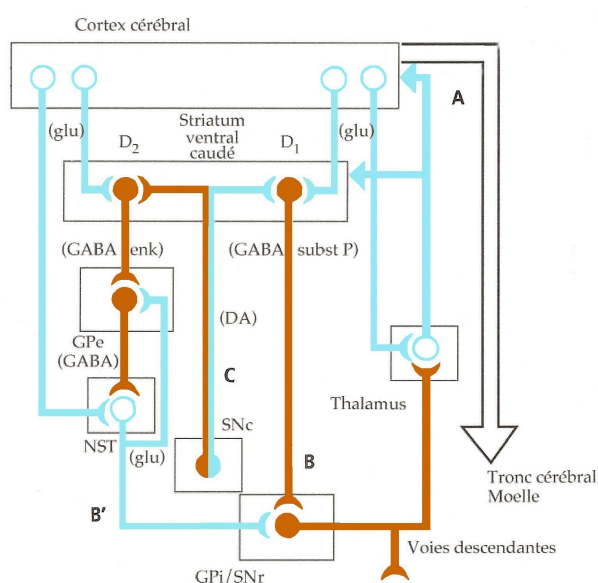 Cortex cérébral
A
(glu)
Striatum
(glu)
D2
ventral
D1
caudé
(GABA enk)
(GABA subst P)
(DA)
GPe
(GABA)
C
Thalamus
SNc
NST
(glu)
B
Tronc cérébral
Moelle
B'
Voies descendantes
GPi/SNr